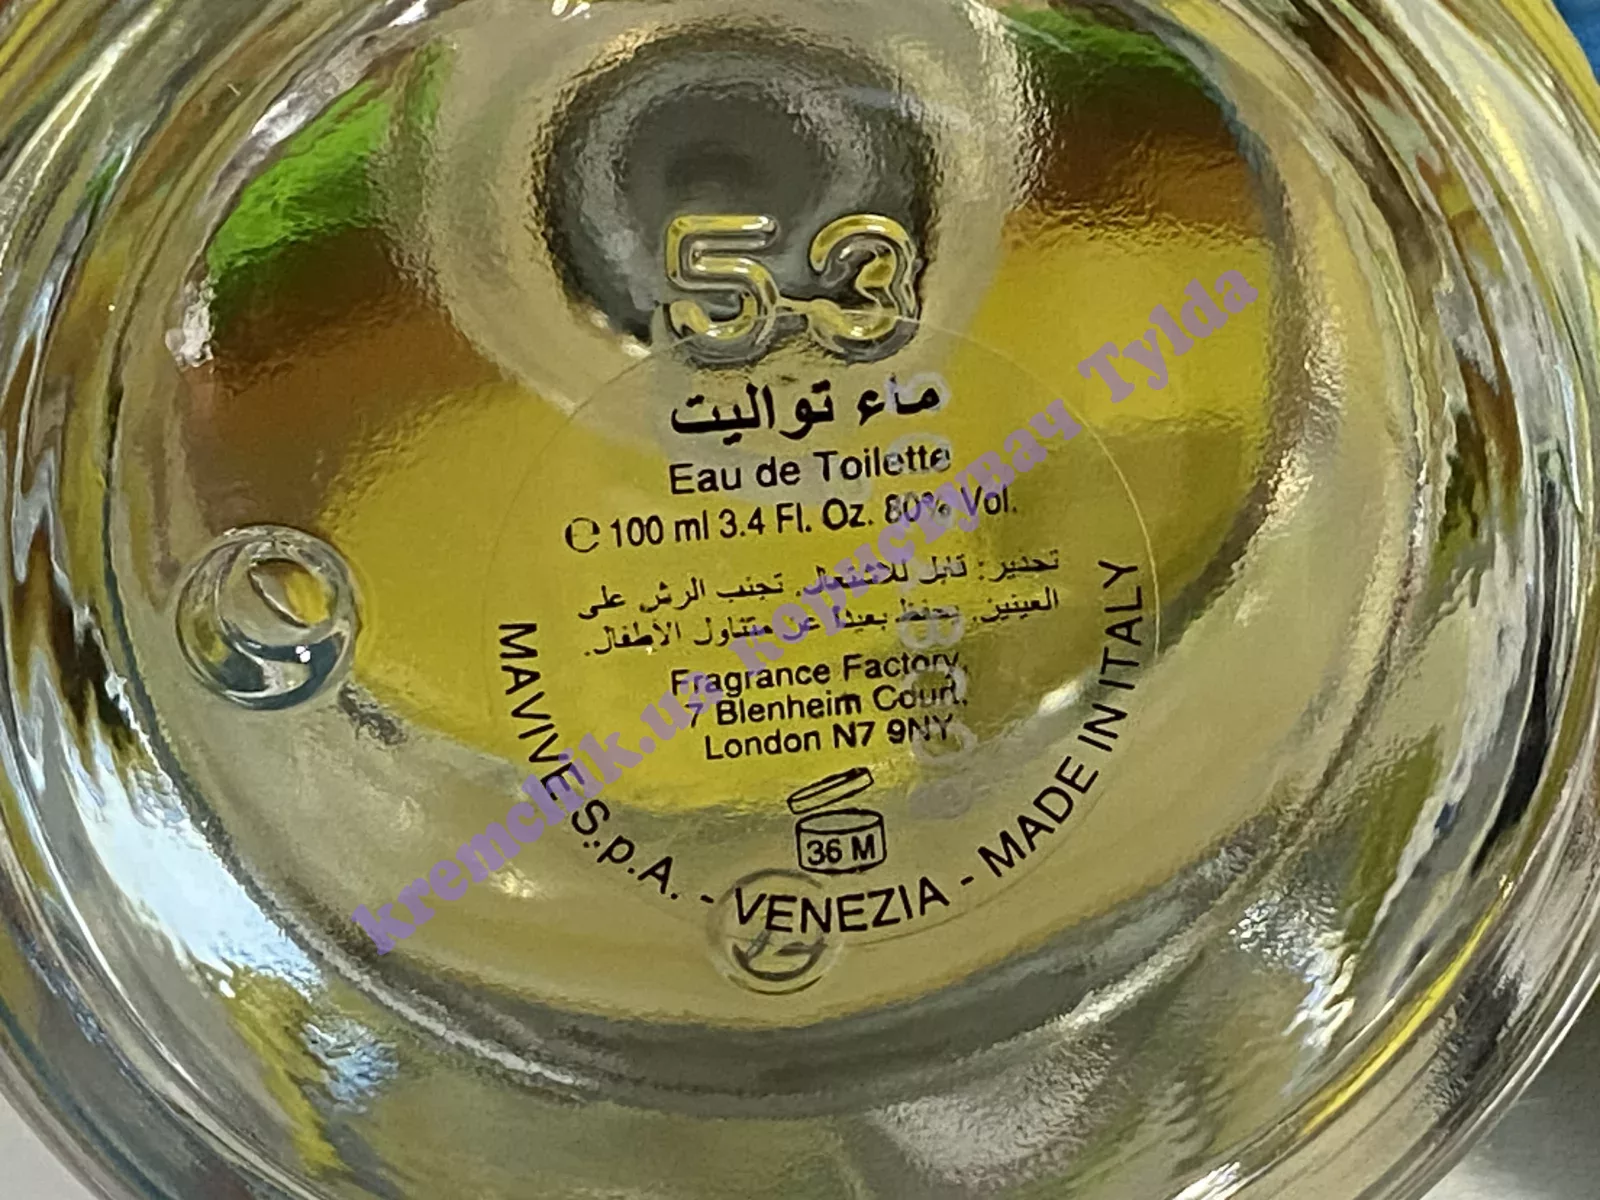 53
ماء تواليت
Eau de Toilette
℮ 100 ml 3.4 Fl. Oz. 80% Vol.
تحذير: قابل للاشتعال. تجنب الرش على
العينين. يحفظ بعيدًا عن متناول الأطفال.
Fragrance Factory,
7 Blenheim Court,
London N7 9NY
36 M
MAVIVE S.p.A. - VENEZIA - MADE IN ITALY
kremchik.ua користувач Tylda